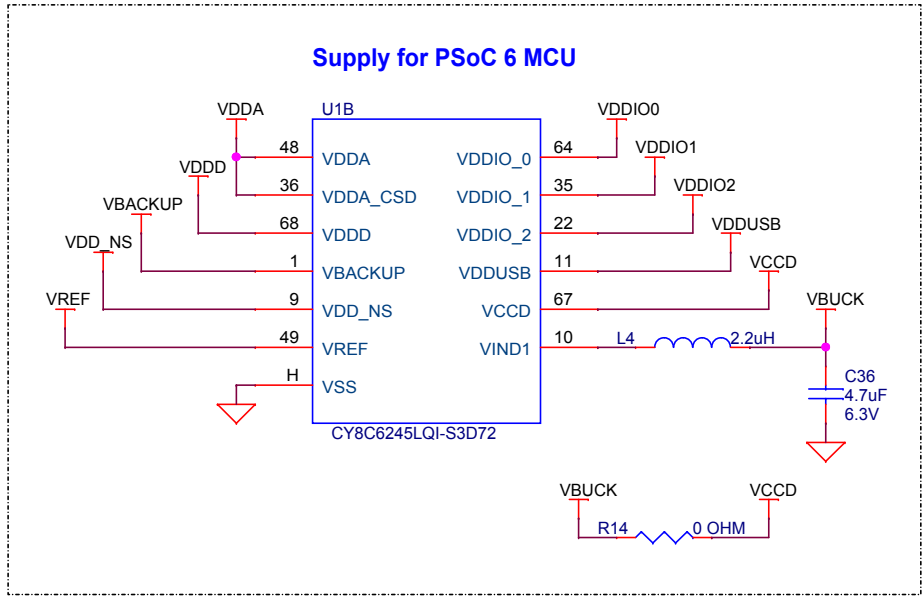 Supply for PSoC 6 MCU
VDDA
U1B
VDDIO0
48
VDDA
VDDIO_0
64
VDDIO1
VDDD
36
VDDA_CSD
VDDIO_1
35
VDDIO2
VBACKUP
68
VDDD
VDDIO_2
22
VDDUSB
VDD_NS
1
VBACKUP
VDDUSB
11
VCCD
VREF
9
VDD_NS
VCCD
67
VBUCK
49
VREF
VIND1
10
L4
2.2uH
H
VSS
C36
4.7uF
6.3V
CY8C6245LQI-S3D72
VBUCK
VCCD
R14
0 OHM